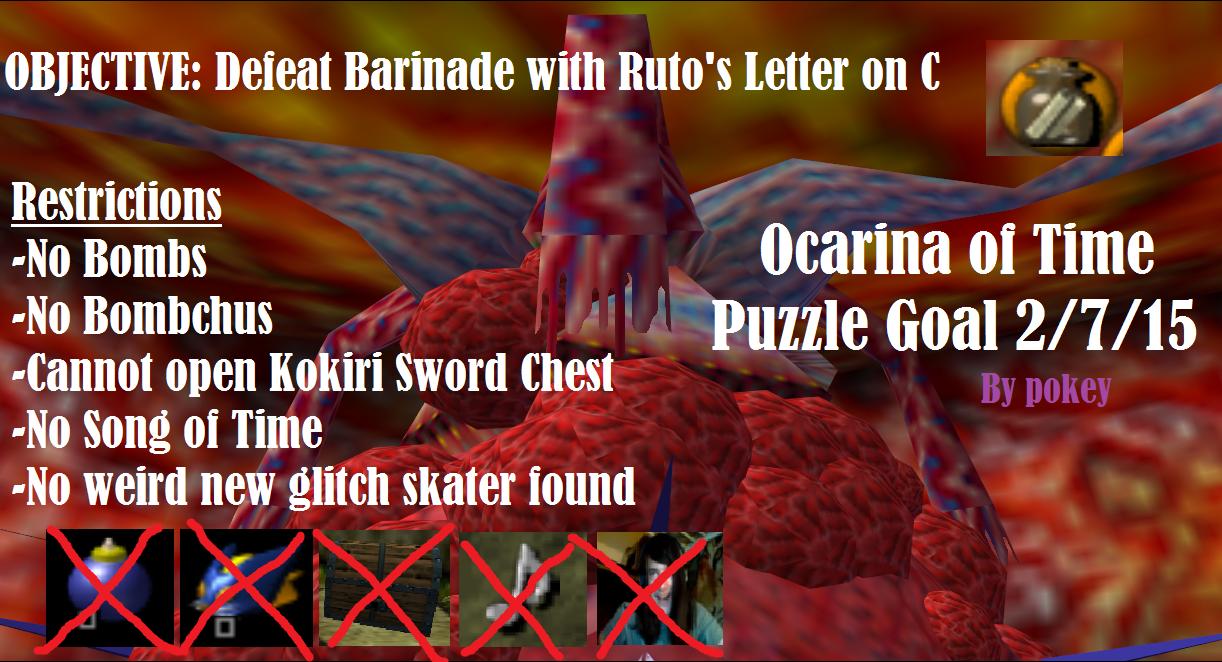 OBJECTIVE: Defeat Barinade with Ruto's Letter on C
Restrictions
-No Bombs
-No Bombchus
-Cannot open Kokiri Sword Chest
-No Song of Time
-No weird new glitch skater found
Ocarina of Time
Puzzle Goal 2/7/15
By pokey